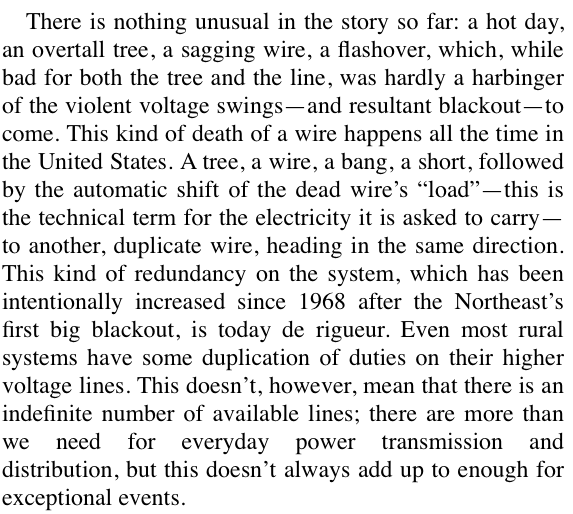 There is nothing unusual in the story so far: a hot day,
an overtall tree, a sagging wire, a flashover, which, while
bad for both the tree and the line, was hardly a harbinger
of the violent voltage swings—and resultant blackout—to
come. This kind of death of a wire happens all the time in
the United States. A tree, a wire, a bang, a short, followed
by the automatic shift of the dead wire’s “load”—this is
the technical term for the electricity it is asked to carry—
to another, duplicate wire, heading in the same direction.
This kind of redundancy on the system, which has been
intentionally increased since 1968 after the Northeast’s
first big blackout, is today de rigueur. Even most rural
systems have some duplication of duties on their higher
voltage lines. This doesn’t, however, mean that there is an
indefinite number of available lines; there are more than
we need for everyday power transmission and
distribution, but this doesn’t always add up to enough for
exceptional events.